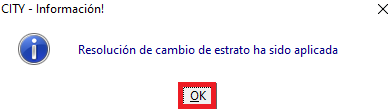 CITY - Información!
Resolución de cambio de estrato ha sido aplicada
OK